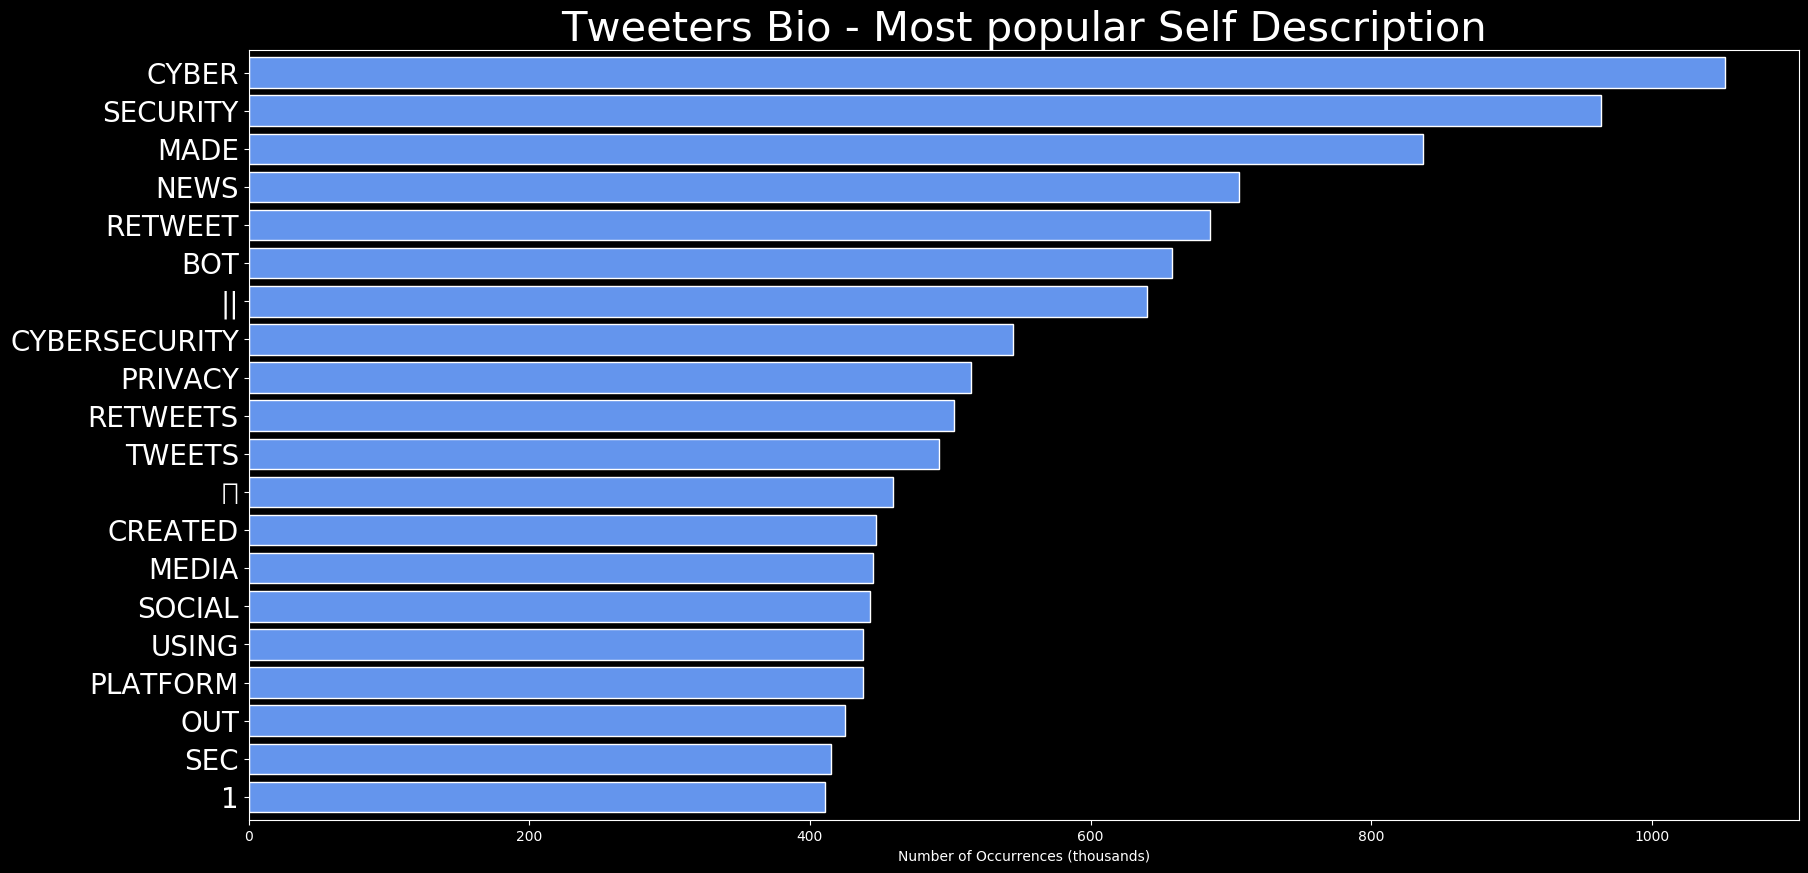 Tweeters Bio - Most popular Self Description
CYBER
SECURITY
MADE
NEWS
RETWEET
BOT
||
CYBERSECURITY
PRIVACY
RETWEETS
TWEETS
CREATED
MEDIA
SOCIAL
USING
PLATFORM
OUT
SEC
1
0 200 400 600 800 1000
Number of Occurrences (thousands)